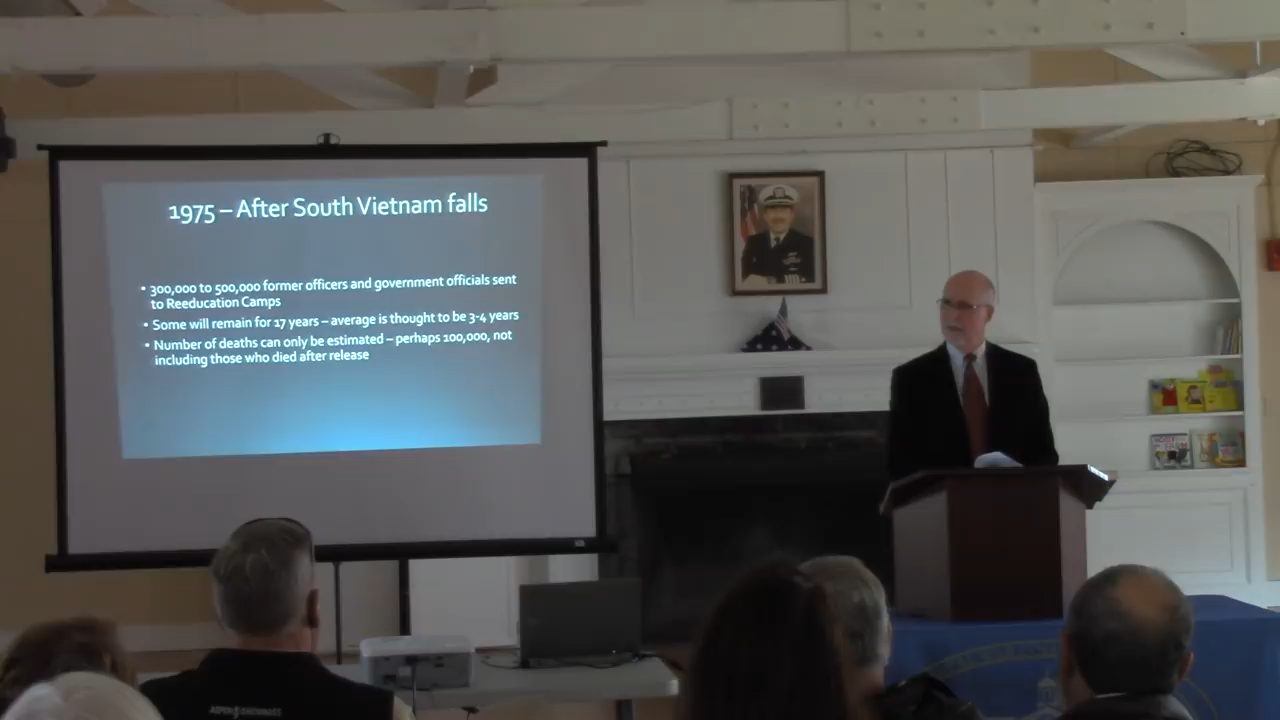 1975 – After South Vietnam falls
• 300,000 to 500,000 former officers and government officials sent
to Reeducation Camps
• Some will remain for 17 years – average is thought to be 3-4 years
• Number of deaths can only be estimated – perhaps 100,000, not
including those who died after release